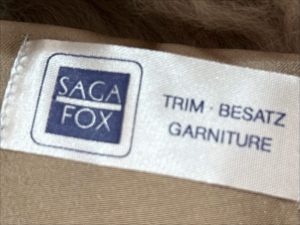 SAGA
FOX
TRIM · BESATZ
GARNITURE